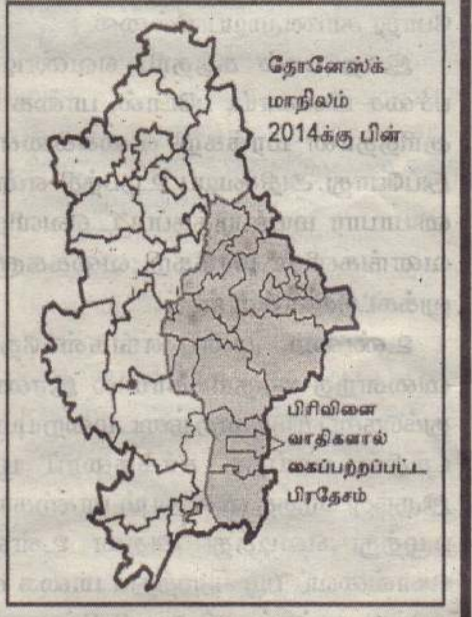 தோனேஸ்க்
மாநிலம்
2014க்கு பின்
பிரிவினை
வாதிகளால்
கைப்பற்றப்பட்ட
பிரதேசம்